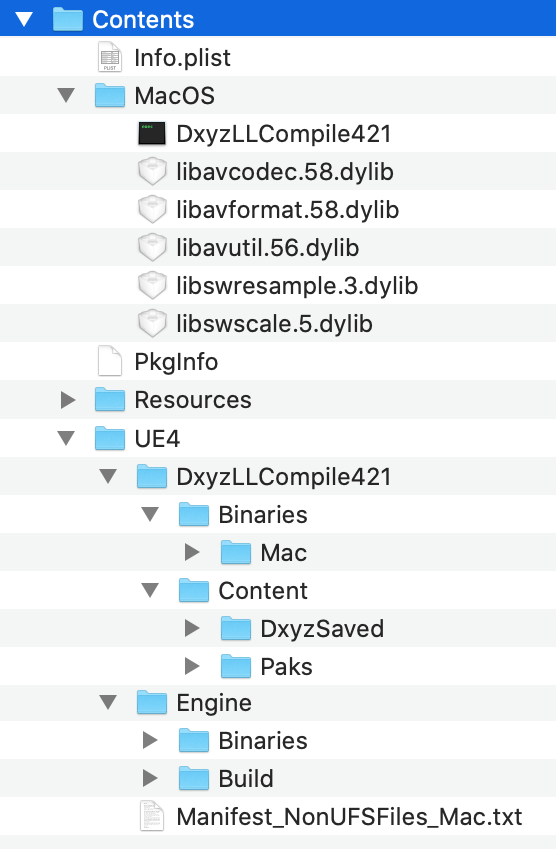 Contents
Info.plist
MacOS
DxyzLLCompile421
libavcodec.58.dylib
libavformat.58.dylib
libavutil.56.dylib
libswresample.3.dylib
libswscale.5.dylib
PkgInfo
Resources
UE4
DxyzLLCompile421
Binaries
Mac
Content
DxyzSaved
Paks
Engine
Binaries
Build
Manifest_NonUFSFiles_Mac.txt